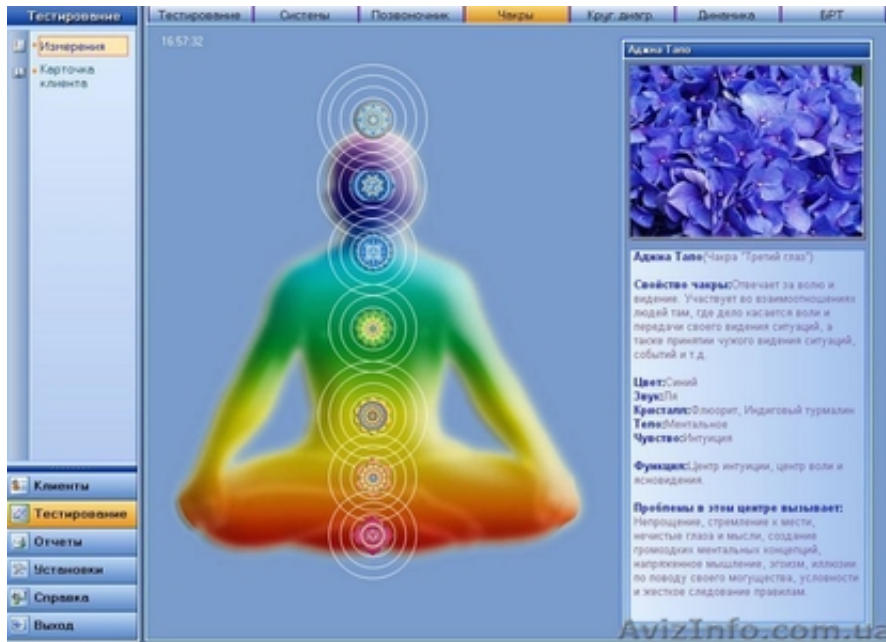 Тестирование
Измерения
Карточка
клиента
Клиенты
Тестирование
Отчеты
Установки
Справка
Выход
Тестирование
Системы
Позвоночник
Чакры
Круг. диагр.
Динамика
БРТ
16:57:32
Аджна Тапо
Аджна Тапо(Чакра "Третий глаз")
Свойство чакры:Отвечает за волю и
видение. Участвует во взаимоотношениях
людей там, где дело касается воли и
передачи своего видения ситуаций, а
также принятии чужого видения ситуаций,
событий и т.д.
Цвет:Синий
Звук:Ля
Кристалл:Флюорит, Индиговый турмалин
Тело:Ментальное
Чувство:Интуиция
Функция:Центр интуиции, центр воли и
ясновидения.
Проблемы в этом центре вызывает:
Непрощение, стремление к мести,
нечистые глаза и мысли, создание
громоздких ментальных концепций,
напряженное мышление, эгоизм, иллюзии
по поводу своего могущества, условности
и жесткое следование правилам.
AvizInfo.com.ua